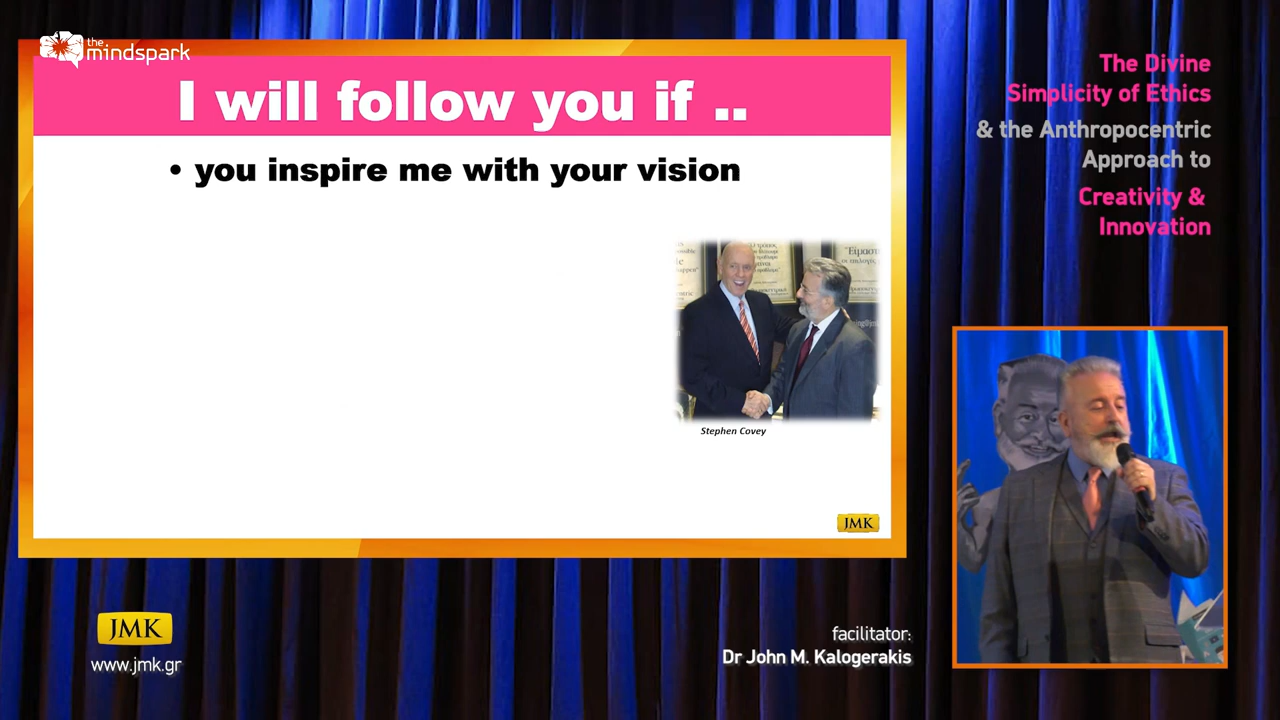 the
mindspark
I will follow you if ..
• you inspire me with your vision
Stephen Covey
JMK
The Divine
Simplicity of Ethics
& the Anthropocentric
Approach to
Creativity &
Innovation
JMK
www.jmk.gr
facilitator:
Dr John M. Kalogerakis